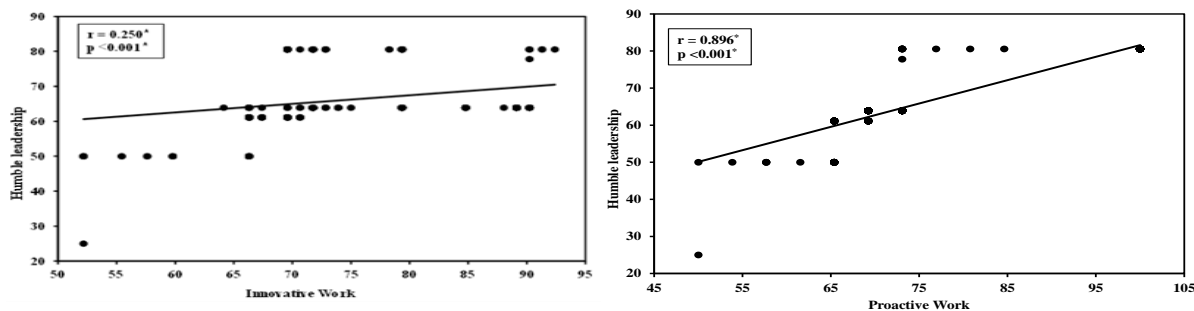 r = 0.250*
p <0.001*
90
80
70
60
50
40
30
20
Humble leadership
50 55 60 65 70 75 80 85 90 95
Innovative Work
r = 0.896*
p <0.001*
90
80
70
60
50
40
30
20
Humble leadership
45 55 65 75 85 95 105
Proactive Work